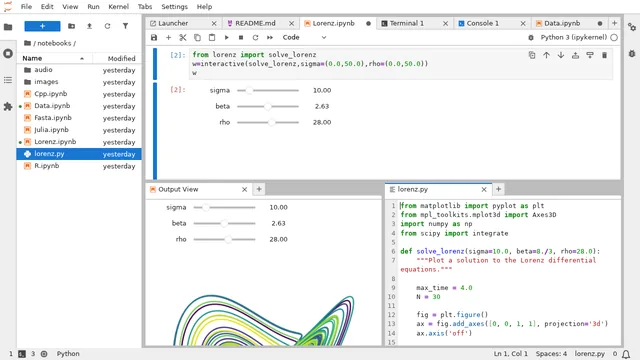 File Edit View Run Kernel Tabs Settings Help
/ notebooks /
Name Modified
audio yesterday
images yesterday
Cpp.ipynb yesterday
Data.ipynb yesterday
Fasta.ipynb yesterday
Julia.ipynb yesterday
Lorenz.ipynb yesterday
lorenz.py yesterday
R.ipynb yesterday
Launcher README.md Lorenz.ipynb Terminal 1 Console 1 Data.ipynb
Code Python 3 (ipykernel)
[2]: from lorenz import solve_lorenz
w=interactive(solve_lorenz,sigma=(0.0,50.0),rho=(0.0,50.0))
w
[2]: sigma 10.00
beta 2.63
rho 28.00
Output View
sigma 10.00
beta 2.63
rho 28.00
lorenz.py
1 from matplotlib import pyplot as plt
2 from mpl_toolkits.mplot3d import Axes3D
3 import numpy as np
4 from scipy import integrate
5
6 def solve_lorenz(sigma=10.0, beta=8./3, rho=28.0):
7 """Plot a solution to the Lorenz differential
equations."""
8
9 max_time = 4.0
10 N = 30
11
12 fig = plt.figure()
13 ax = fig.add_axes([0, 0, 1, 1], projection='3d')
14 ax.axis('off')
15
1 3 Python Ln 1, Col 1 Spaces: 4 lorenz.py 0